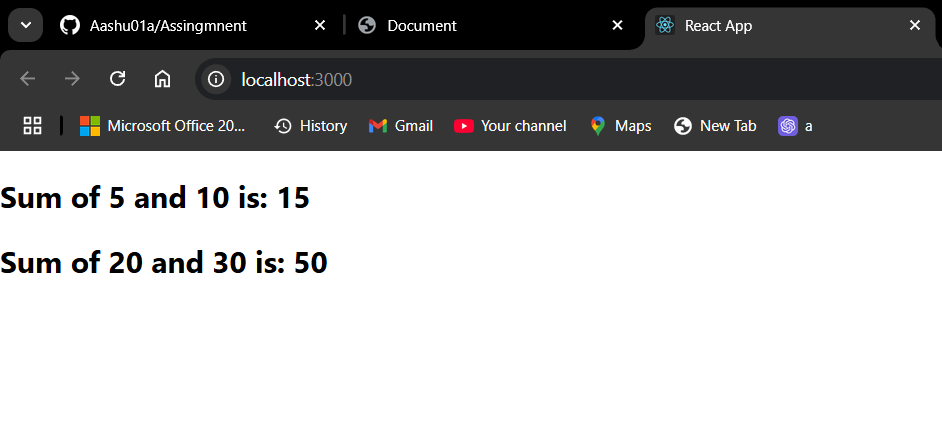 Aashu01a/Assingmnent
Document
React App
localhost:3000
Microsoft Office 20...
History
Gmail
Your channel
Maps
New Tab
a
Sum of 5 and 10 is: 15
Sum of 20 and 30 is: 50